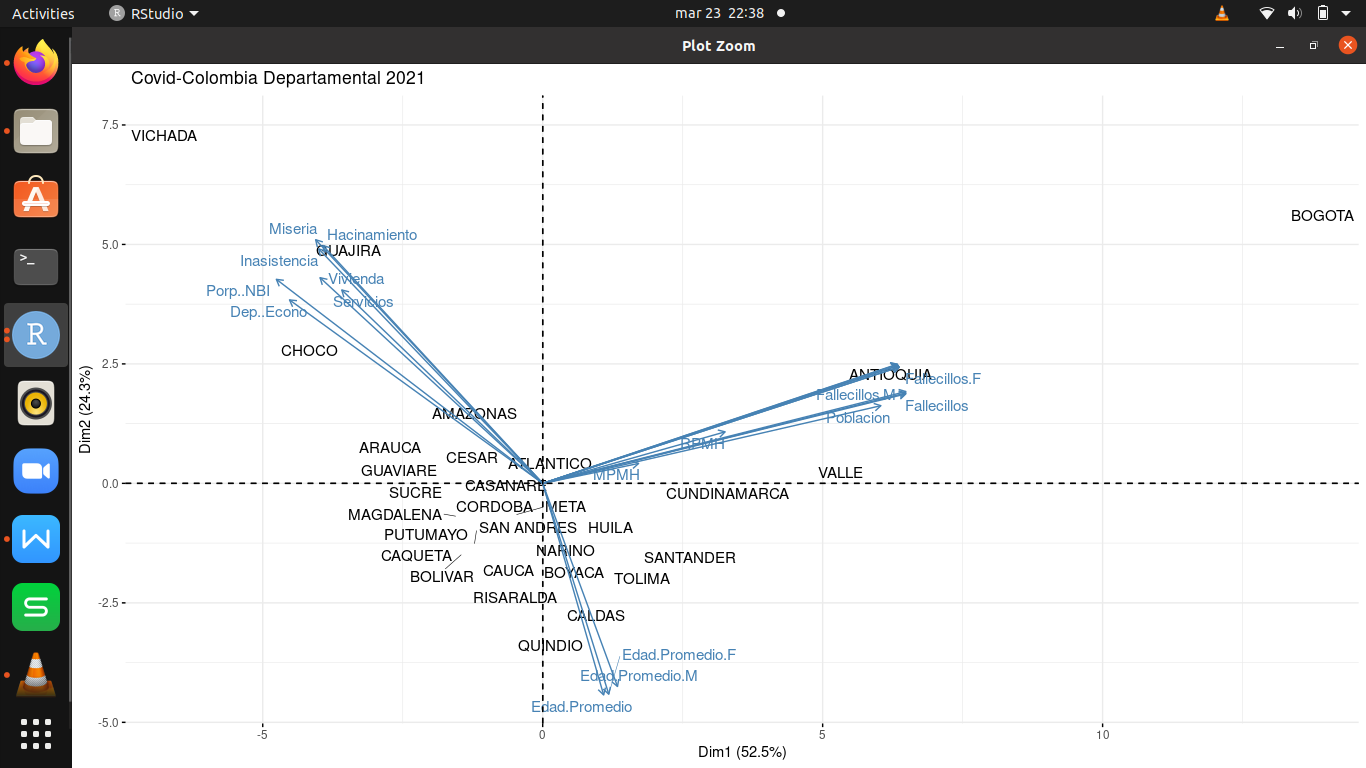 Activities
RStudio
mar 23 22:38
Plot Zoom
Covid-Colombia Departamental 2021
7.5
VICHADA
BOGOTA
Miseria
Hacinamiento
5.0
GUAJIRA
Inasistencia
Vivienda
Porp..NBI
Servicios
Dep..Econo
CHOCO
2.5
ANTIOQUIA
Fallecillos.F
Fallecillos.M
Fallecillos
Poblacion
AMAZONAS
Dim2 (24.3%)
BPMH
ARAUCA
CESAR
ATLANTICO
GUAVIARE
MPMH
VALLE
0.0
CASANARE
SUCRE
CUNDINAMARCA
MAGDALENA
CORDOBA
META
PUTUMAYO
SAN ANDRES
HUILA
CAQUETA
NARINO
SANTANDER
BOLIVAR
CAUCA
BOYACA
TOLIMA
-2.5
RISARALDA
CALDAS
QUINDIO
Edad.Promedio.F
Edad.Promedio.M
Edad.Promedio
-5.0
-5
0
5
10
Dim1 (52.5%)